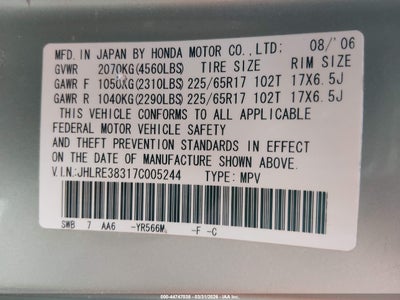 MFD. IN JAPAN BY HONDA MOTOR CO., LTD: 08/'06
GVWR 2070KG(4560LBS) TIRE SIZE RIM SIZE
GAWR F 1050KG(2310LBS) 225/65R17 102T 17X6.5J
GAWR R 1040KG(2290LBS) 225/65R17 102T 17X6.5J
THIS VEHICLE CONFORMS TO ALL APPLICABLE
FEDERAL MOTOR VEHICLE SAFETY
AND THEFT PREVENTION STANDARDS IN EFFECT
ON THE DATE OF MANUFACTURE SHOWN ABOVE.
V.I.N:JHLRE38317C005244 TYPE: MPV
SWB 7 AA6 -YR566M -F -C